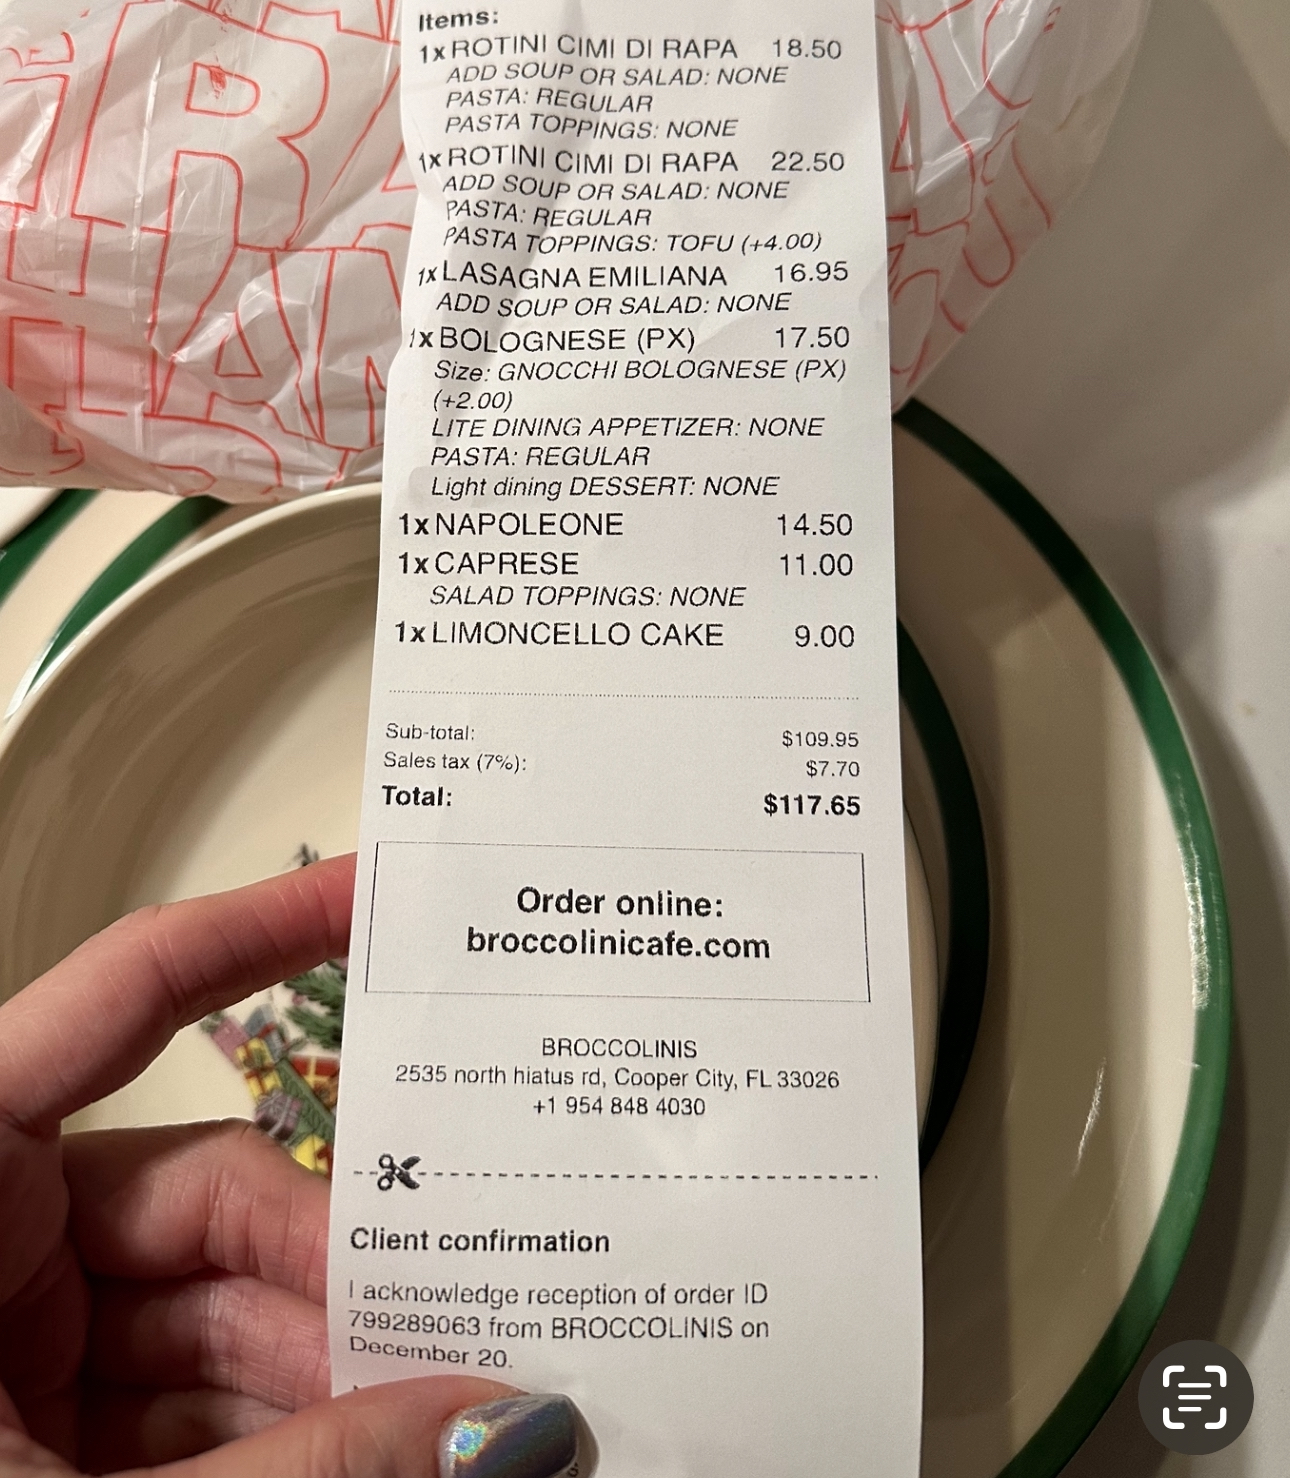 Items:
1x ROTINI CIMI DI RAPA 18.50
ADD SOUP OR SALAD: NONE
PASTA: REGULAR
PASTA TOPPINGS: NONE
1x ROTINI CIMI DI RAPA 22.50
ADD SOUP OR SALAD: NONE
PASTA: REGULAR
PASTA TOPPINGS: TOFU (+4.00)
1x LASAGNA EMILIANA 16.95
ADD SOUP OR SALAD: NONE
1x BOLOGNESE (PX) 17.50
Size: GNOCCHI BOLOGNESE (PX)
(+2.00)
LITE DINING APPETIZER: NONE
PASTA: REGULAR
Light dining DESSERT: NONE
1x NAPOLEONE 14.50
1x CAPRESE 11.00
SALAD TOPPINGS: NONE
1x LIMONCELLO CAKE 9.00
Sub-total: $109.95
Sales tax (7%): $7.70
Total: $117.65
Order online:
broccolinicafe.com
BROCCOLINIS
2535 north hiatus rd, Cooper City, FL 33026
+1 954 848 4030
Client confirmation
I acknowledge reception of order ID
799289063 from BROCCOLINIS on
December 20.